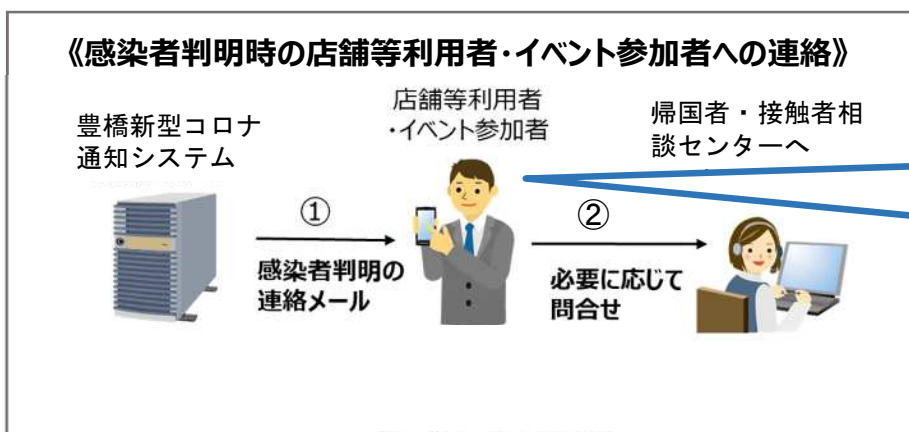 《感染者判明時の店舗等利用者・イベント参加者への連絡》
豊橋新型コロナ
通知システム
店舗等利用者
・イベント参加者
帰国者・接触者相
談センターへ
①
感染者判明の
連絡メール
②
必要に応じて
問合せ